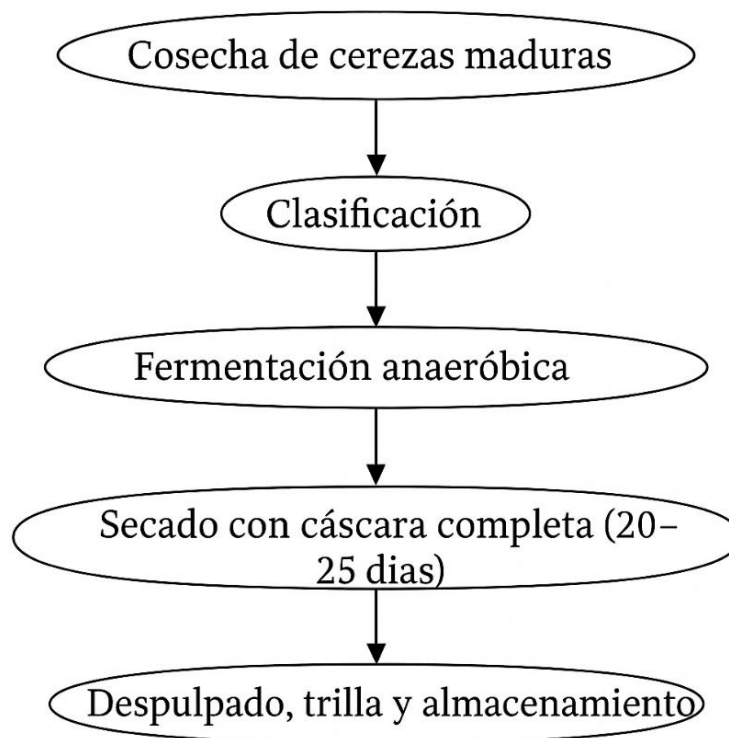 Cosecha de cerezas maduras
Clasificación
Fermentación anaeróbica
Secado con cáscara completa (20–
25 dias)
Despulpado, trilla y almacenamiento